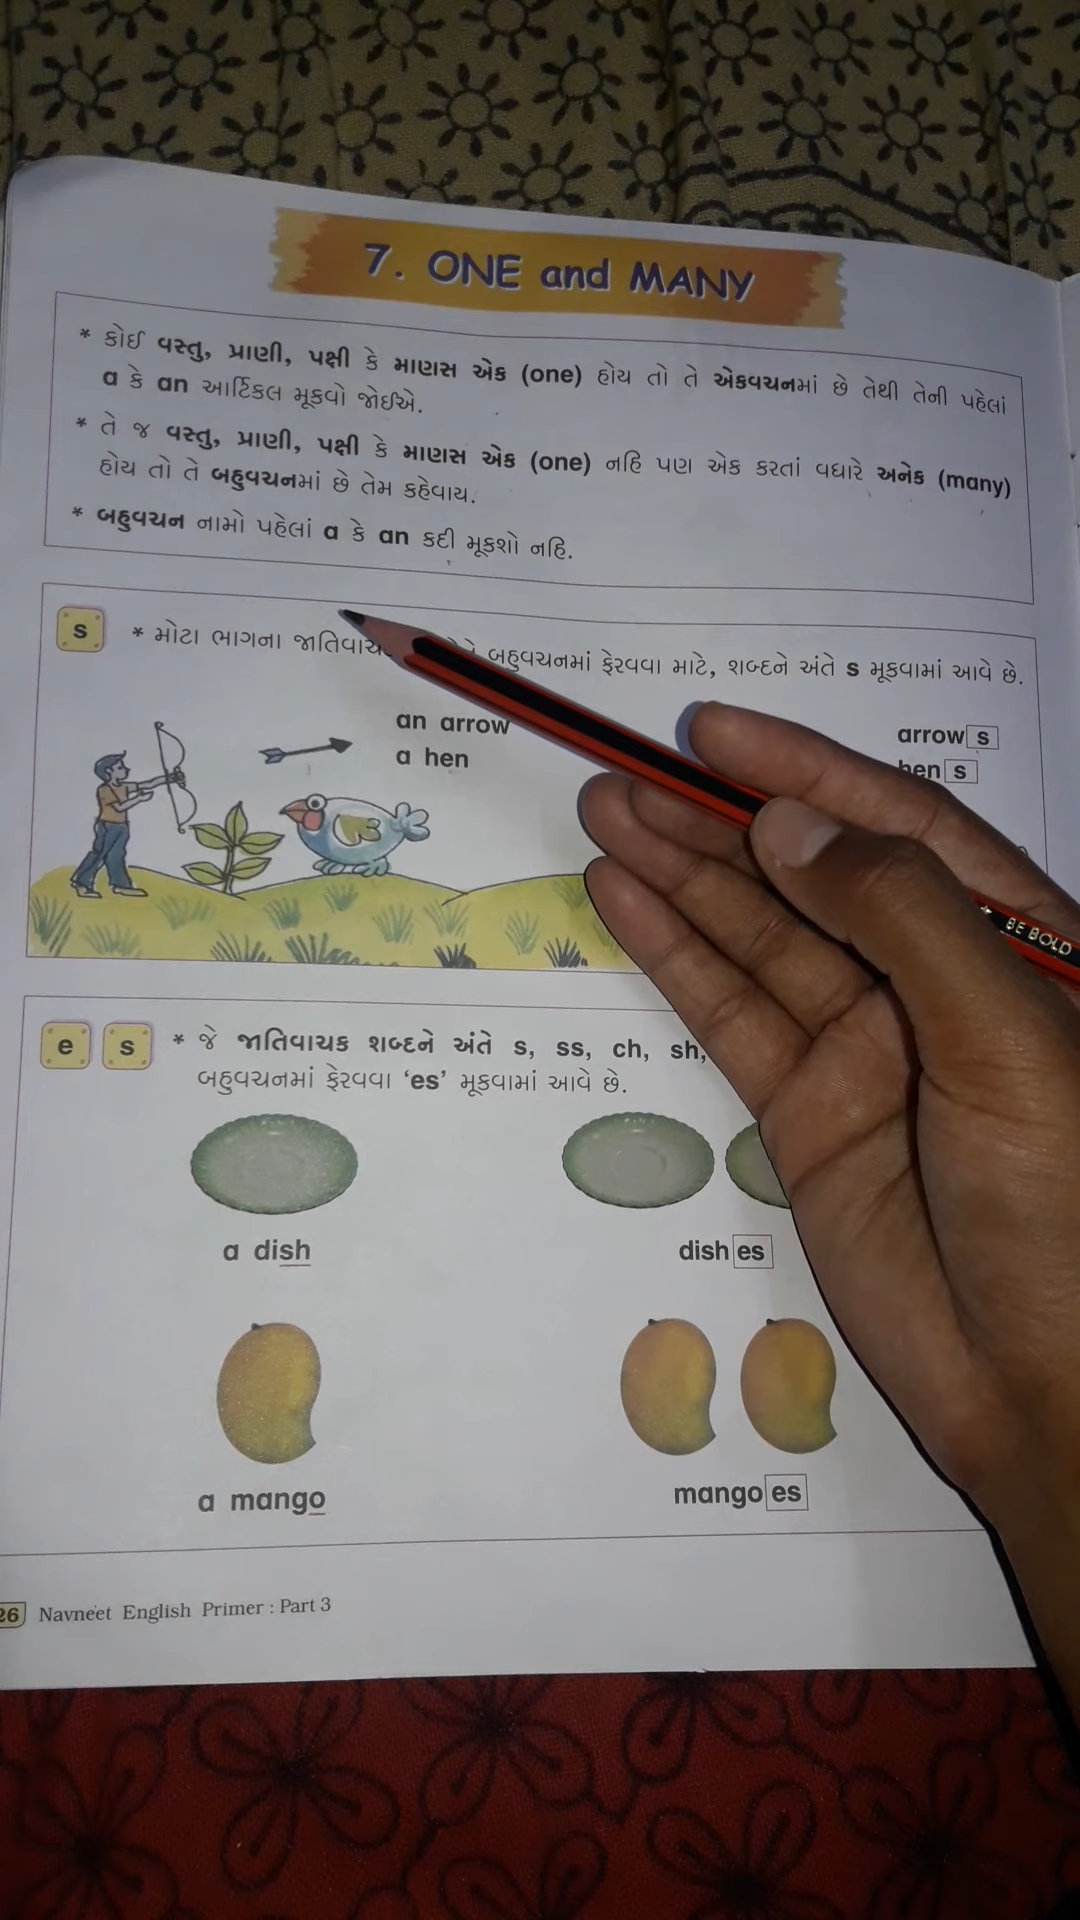 7. ONE and MANY
* કોઈ વસ્તુ, પ્રાણી, પક્ષી કે માણસ એક (one) હોય તો તે એકવચનમાં છે તેથી તેની પહેલાં
a કે an આર્ટિકલ મૂકવો જોઈએ.
* તે જ વસ્તુ, પ્રાણી, પક્ષી કે માણસ એક (one) નહિ પણ એક કરતાં વધારે અનેક (many)
હોય તો તે બહુવચનમાં છે તેમ કહેવાય.
* બહુવચન નામો પહેલાં a કે an કદી મૂકશો નહિ.
s * મોટા ભાગના બહુવચનમાં ફેરવવા માટે, શબ્દને અંતે s મૂકવામાં આવે છે.
an arrow arrow s
a hen hen s
BE BOLD
e s * જે જાતિવાચક શબ્દને અંતે s, ss, ch, sh,
બહુવચનમાં ફેરવવા ‘es’ મૂકવામાં આવે છે.
a dish dish es
a mango mango es
26 Navneet English Primer : Part 3